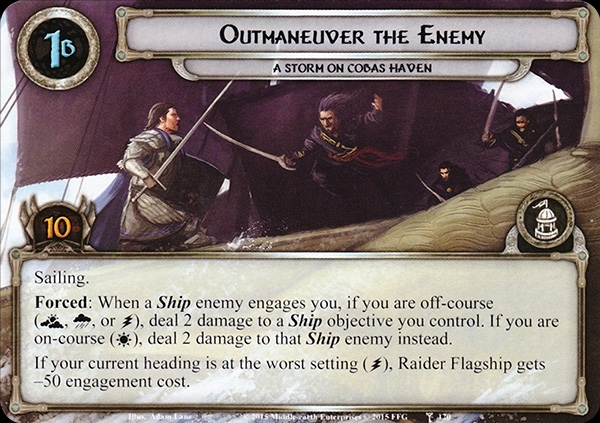 1B
OUTMANEUVER THE ENEMY
A STORM ON COBAS HAVEN
10
Sailing.
Forced: When a Ship enemy engages you, if you are off-course
(, , or ), deal 2 damage to a Ship objective you control. If you are
on-course (), deal 2 damage to that Ship enemy instead.
If your current heading is at the worst setting (), Raider Flagship gets
–50 engagement cost.
Illus. Adam Lane © 2015 Middle-earth Enterprises © 2015 FFG 120